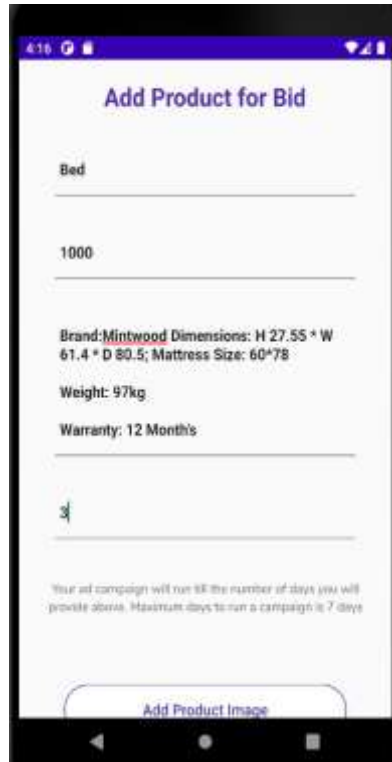 4:16
Add Product for Bid
Bed
1000
Brand:Mintwood Dimensions: H 27.55 * W
61.4 * D 80.5; Mattress Size: 60*78
Weight: 97kg
Warranty: 12 Month's
3
Your ad campaign will run till the number of days you will
provide above. Maximum days to run a campaign is 7 days
Add Product Image